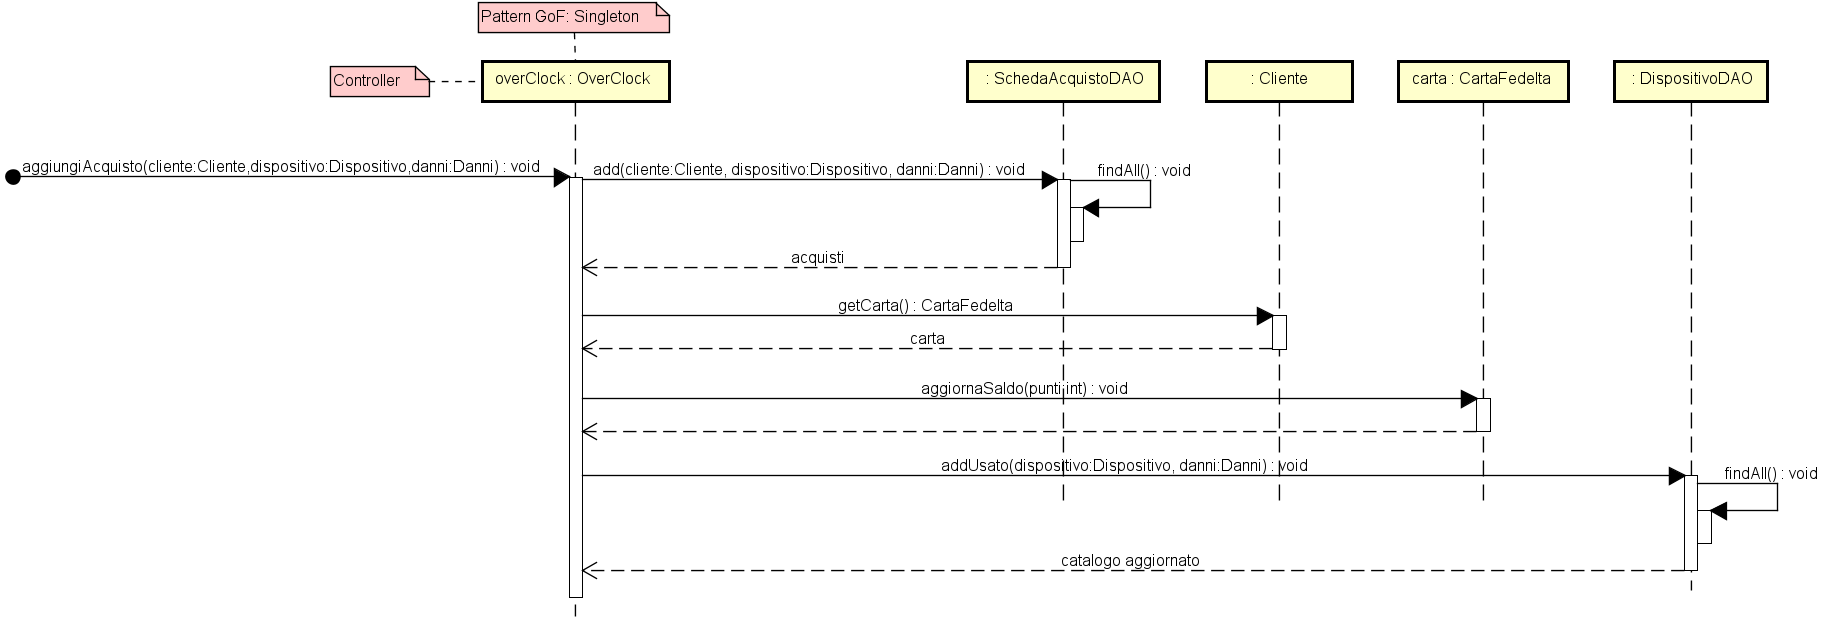 Pattern GoF: Singleton
Controller
overClock : OverClock
: SchedaAcquistoDAO
: Cliente
carta : CartaFedelta
: DispositivoDAO
aggiungiAcquisto(cliente:Cliente,dispositivo:Dispositivo,danni:Danni) : void
add(cliente:Cliente, dispositivo:Dispositivo, danni:Danni) : void
findAll() : void
acquisti
getCarta() : CartaFedelta
carta
aggiornaSaldo(punti:int) : void
addUsato(dispositivo:Dispositivo, danni:Danni) : void
findAll() : void
catalogo aggiornato